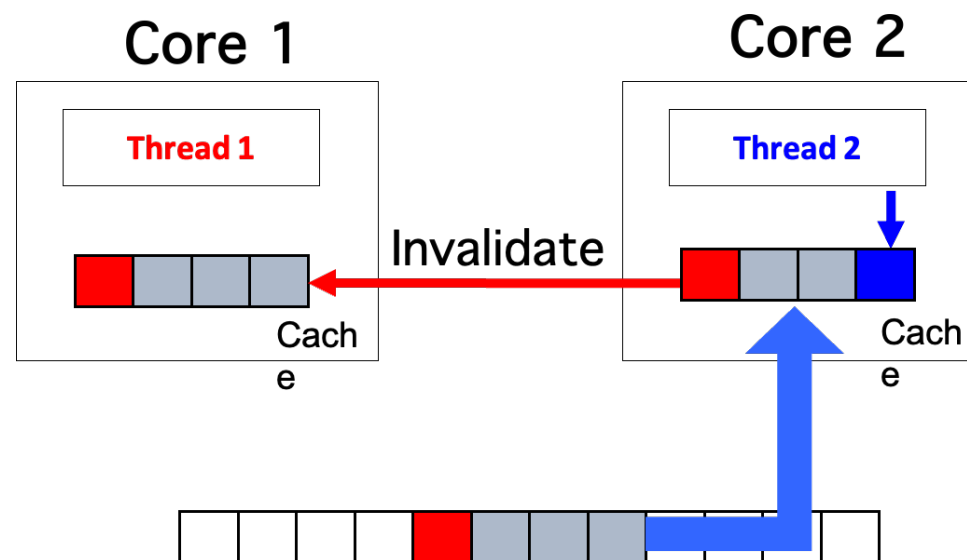 Core 1
Core 2
Thread 1
Thread 2
Invalidate
Cach
e
Cach
e